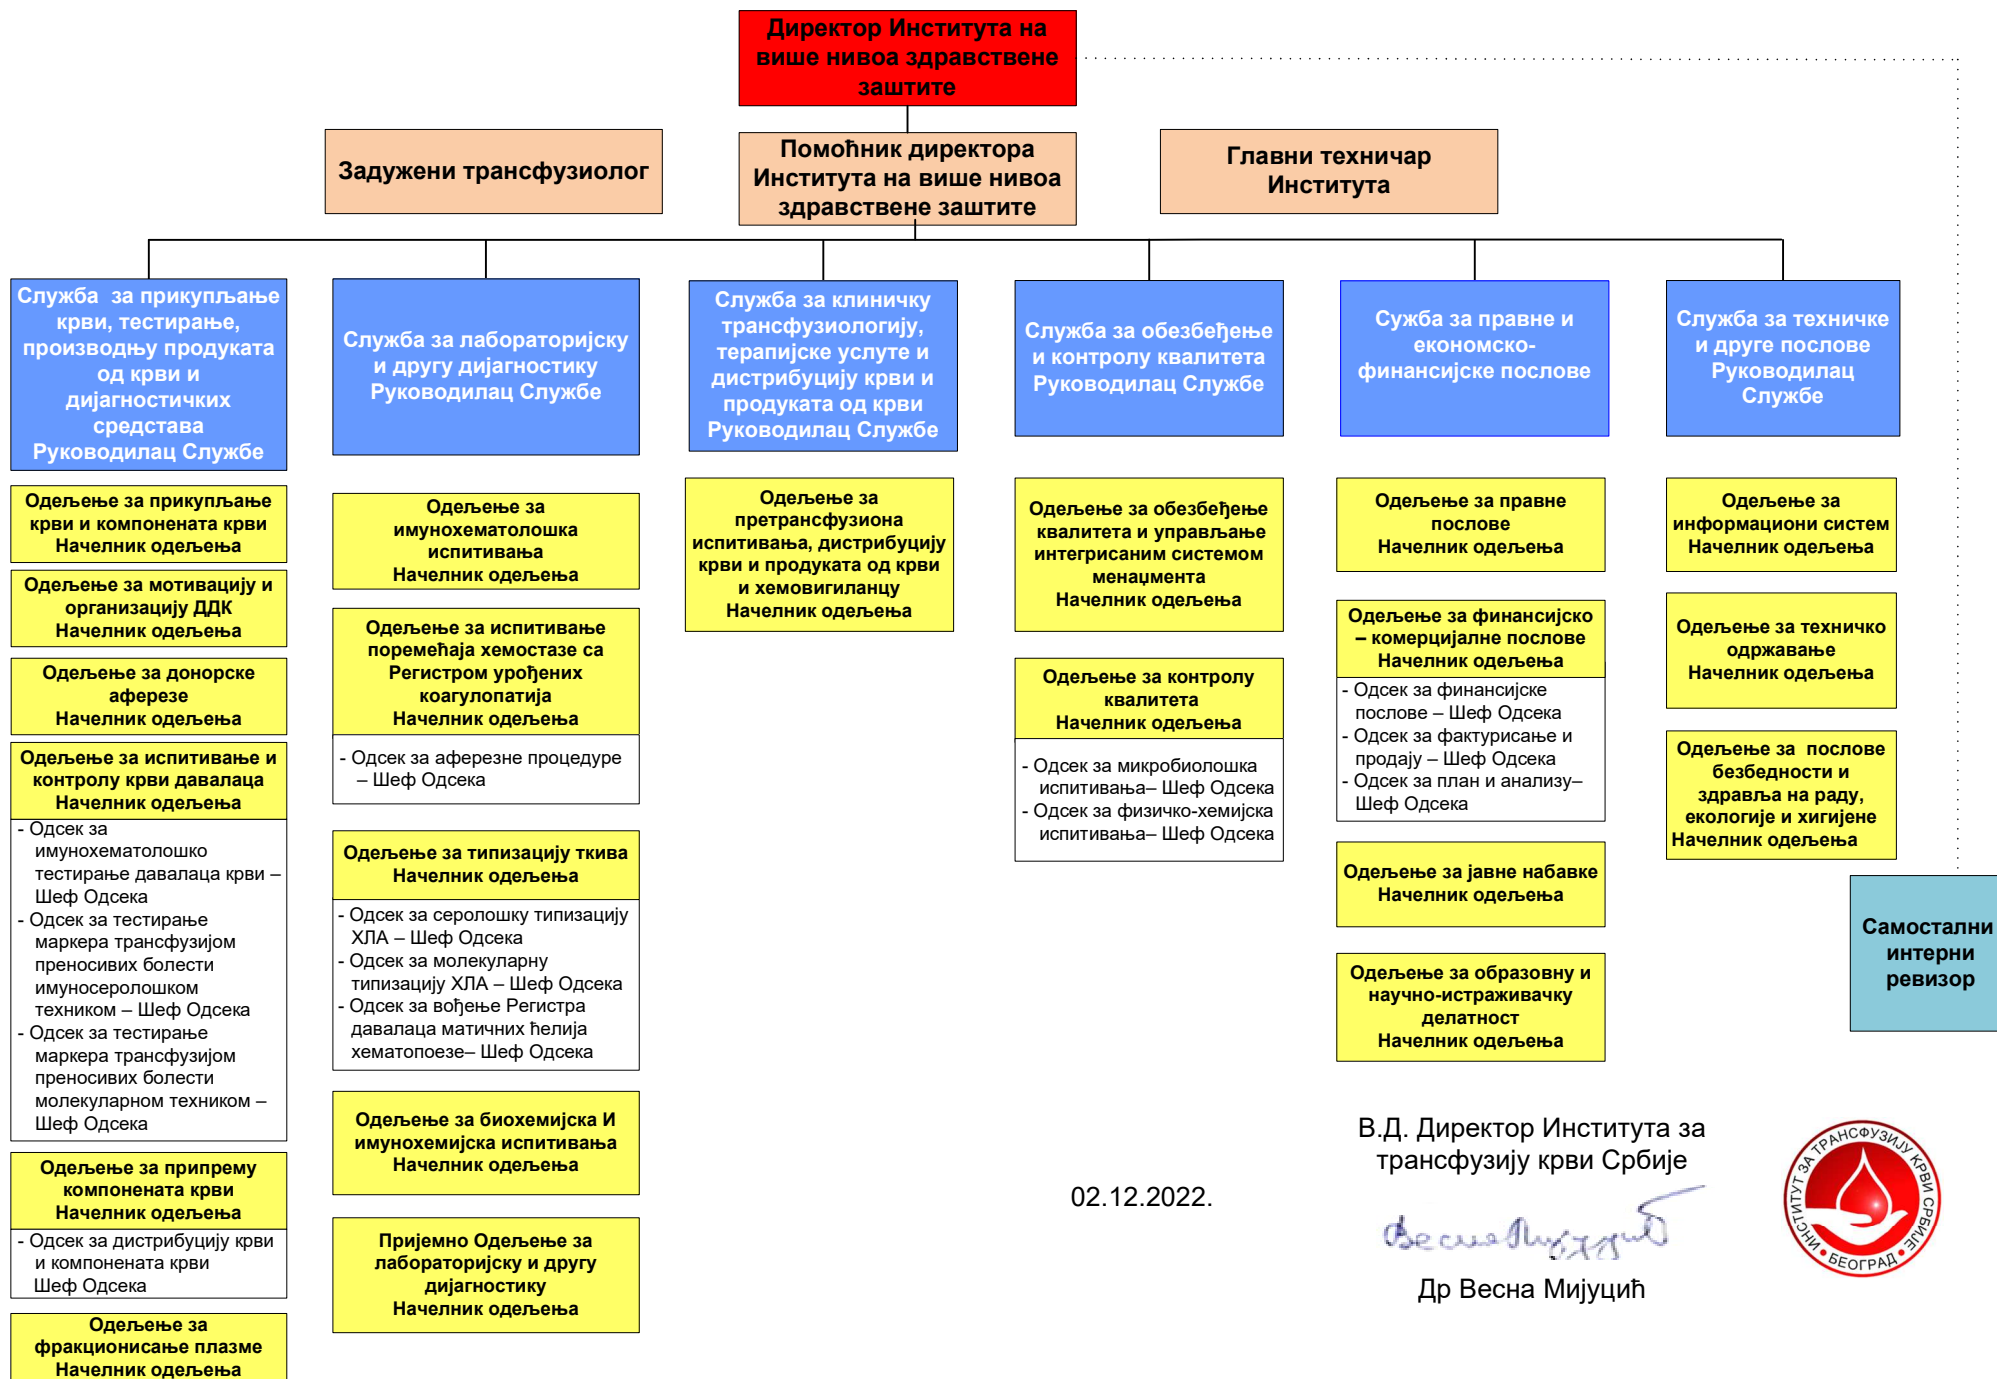 Директор Института на
више нивоа здравствене
заштите
Задужени трансфузиолог
Помоћник директора
Института на више нивоа
здравствене заштите
Главни техничар
Института
Служба за прикупљање
крви, тестирање,
производњу продуката
од крви и
дијагностичких
средстава
Руководилац Службе
Одељење за прикупљање
крви и компонената крви
Начелник одељења
Одељење за мотивацију и
организацију ДДК
Начелник одељења
Одељење за донорске
аферезе
Начелник одељења
Одељење за испитивање и
контролу крви давалаца
Начелник одељења
- Одсек за
имунохематолошко
тестирање давалаца крви –
Шеф Одсека
- Одсек за тестирање
маркера трансфузијом
преносивих болести
имуносеролошком
техником – Шеф Одсека
- Одсек за тестирање
маркера трансфузијом
преносивих болести
молекуларном техником –
Шеф Одсека
Одељење за припрему
компонената крви
Начелник одељења
- Одсек за дистрибуцију крви
и компонената крви
Шеф Одсека
Одељење за
фракционисање плазме
Начелник одељења
Служба за лабораторијску
и другу дијагностику
Руководилац Службе
Одељење за
имунохематолошка
испитивања
Начелник одељења
Одељење за испитивање
поремећаја хемостазе са
Регистром урођених
коагулопатија
Начелник одељења
- Одсек за аферезне процедуре
– Шеф Одсека
Одељење за типизацију ткива
Начелник одељења
- Одсек за серолошку типизацију
ХЛА – Шеф Одсека
- Одсек за молекуларну
типизацију ХЛА – Шеф Одсека
- Одсек за вођење Регистра
давалаца матичних ћелија
хематопоезе– Шеф Одсека
Одељење за биохемијска И
имунохемијска испитивања
Начелник одељења
Пријемно Одељење за
лабораторијску и другу
дијагностику
Начелник одељења
Служба за клиничку
трансфузиологију,
терапијске услуте и
дистрибуцију крви и
продуката од крви
Руководилац Службе
Одељење за
претрансфузиона
испитивања, дистрибуцију
крви и продуката од крви
и хемовигиланцу
Начелник одељења
Служба за обезбеђење
и контролу квалитета
Руководилац Службе
Одељење за обезбеђење
квалитета и управљање
интегрисаним системом
менаџмента
Начелник одељења
Одељење за контролу
квалитета
Начелник одељења
- Одсек за микробиолошка
испитивања– Шеф Одсека
- Одсек за физичко-хемијска
испитивања– Шеф Одсека
Сужба за правне и
економско-
финансијске послове
Одељење за правне
послове
Начелник одељења
Одељење за финансијско
– комерцијалне послове
Начелник одељења
- Одсек за финансијске
послове – Шеф Одсека
- Одсек за фактурисање и
продају – Шеф Одсека
- Одсек за план и анализу–
Шеф Одсека
Одељење за јавне набавке
Начелник одељења
Одељење за образовну и
научно-истраживачку
делатност
Начелник одељења
Служба за техничке
и друге послове
Руководилац
Службе
Одељење за
информациони систем
Начелник одељења
Одељење за техничко
одржавање
Начелник одељења
Одељење за послове
безбедности и
здравља на раду,
екологије и хигијене
Начелник одељења
Самостални
интерни
ревизор
02.12.2022.
В.Д. Директор Института за
трансфузију крви Србије
Весна Мијуцић
Др Весна Мијуцић
ИНСТИТУТ ЗА ТРАНСФУЗИЈУ КРВИ СРБИЈЕ
• БЕОГРАД •